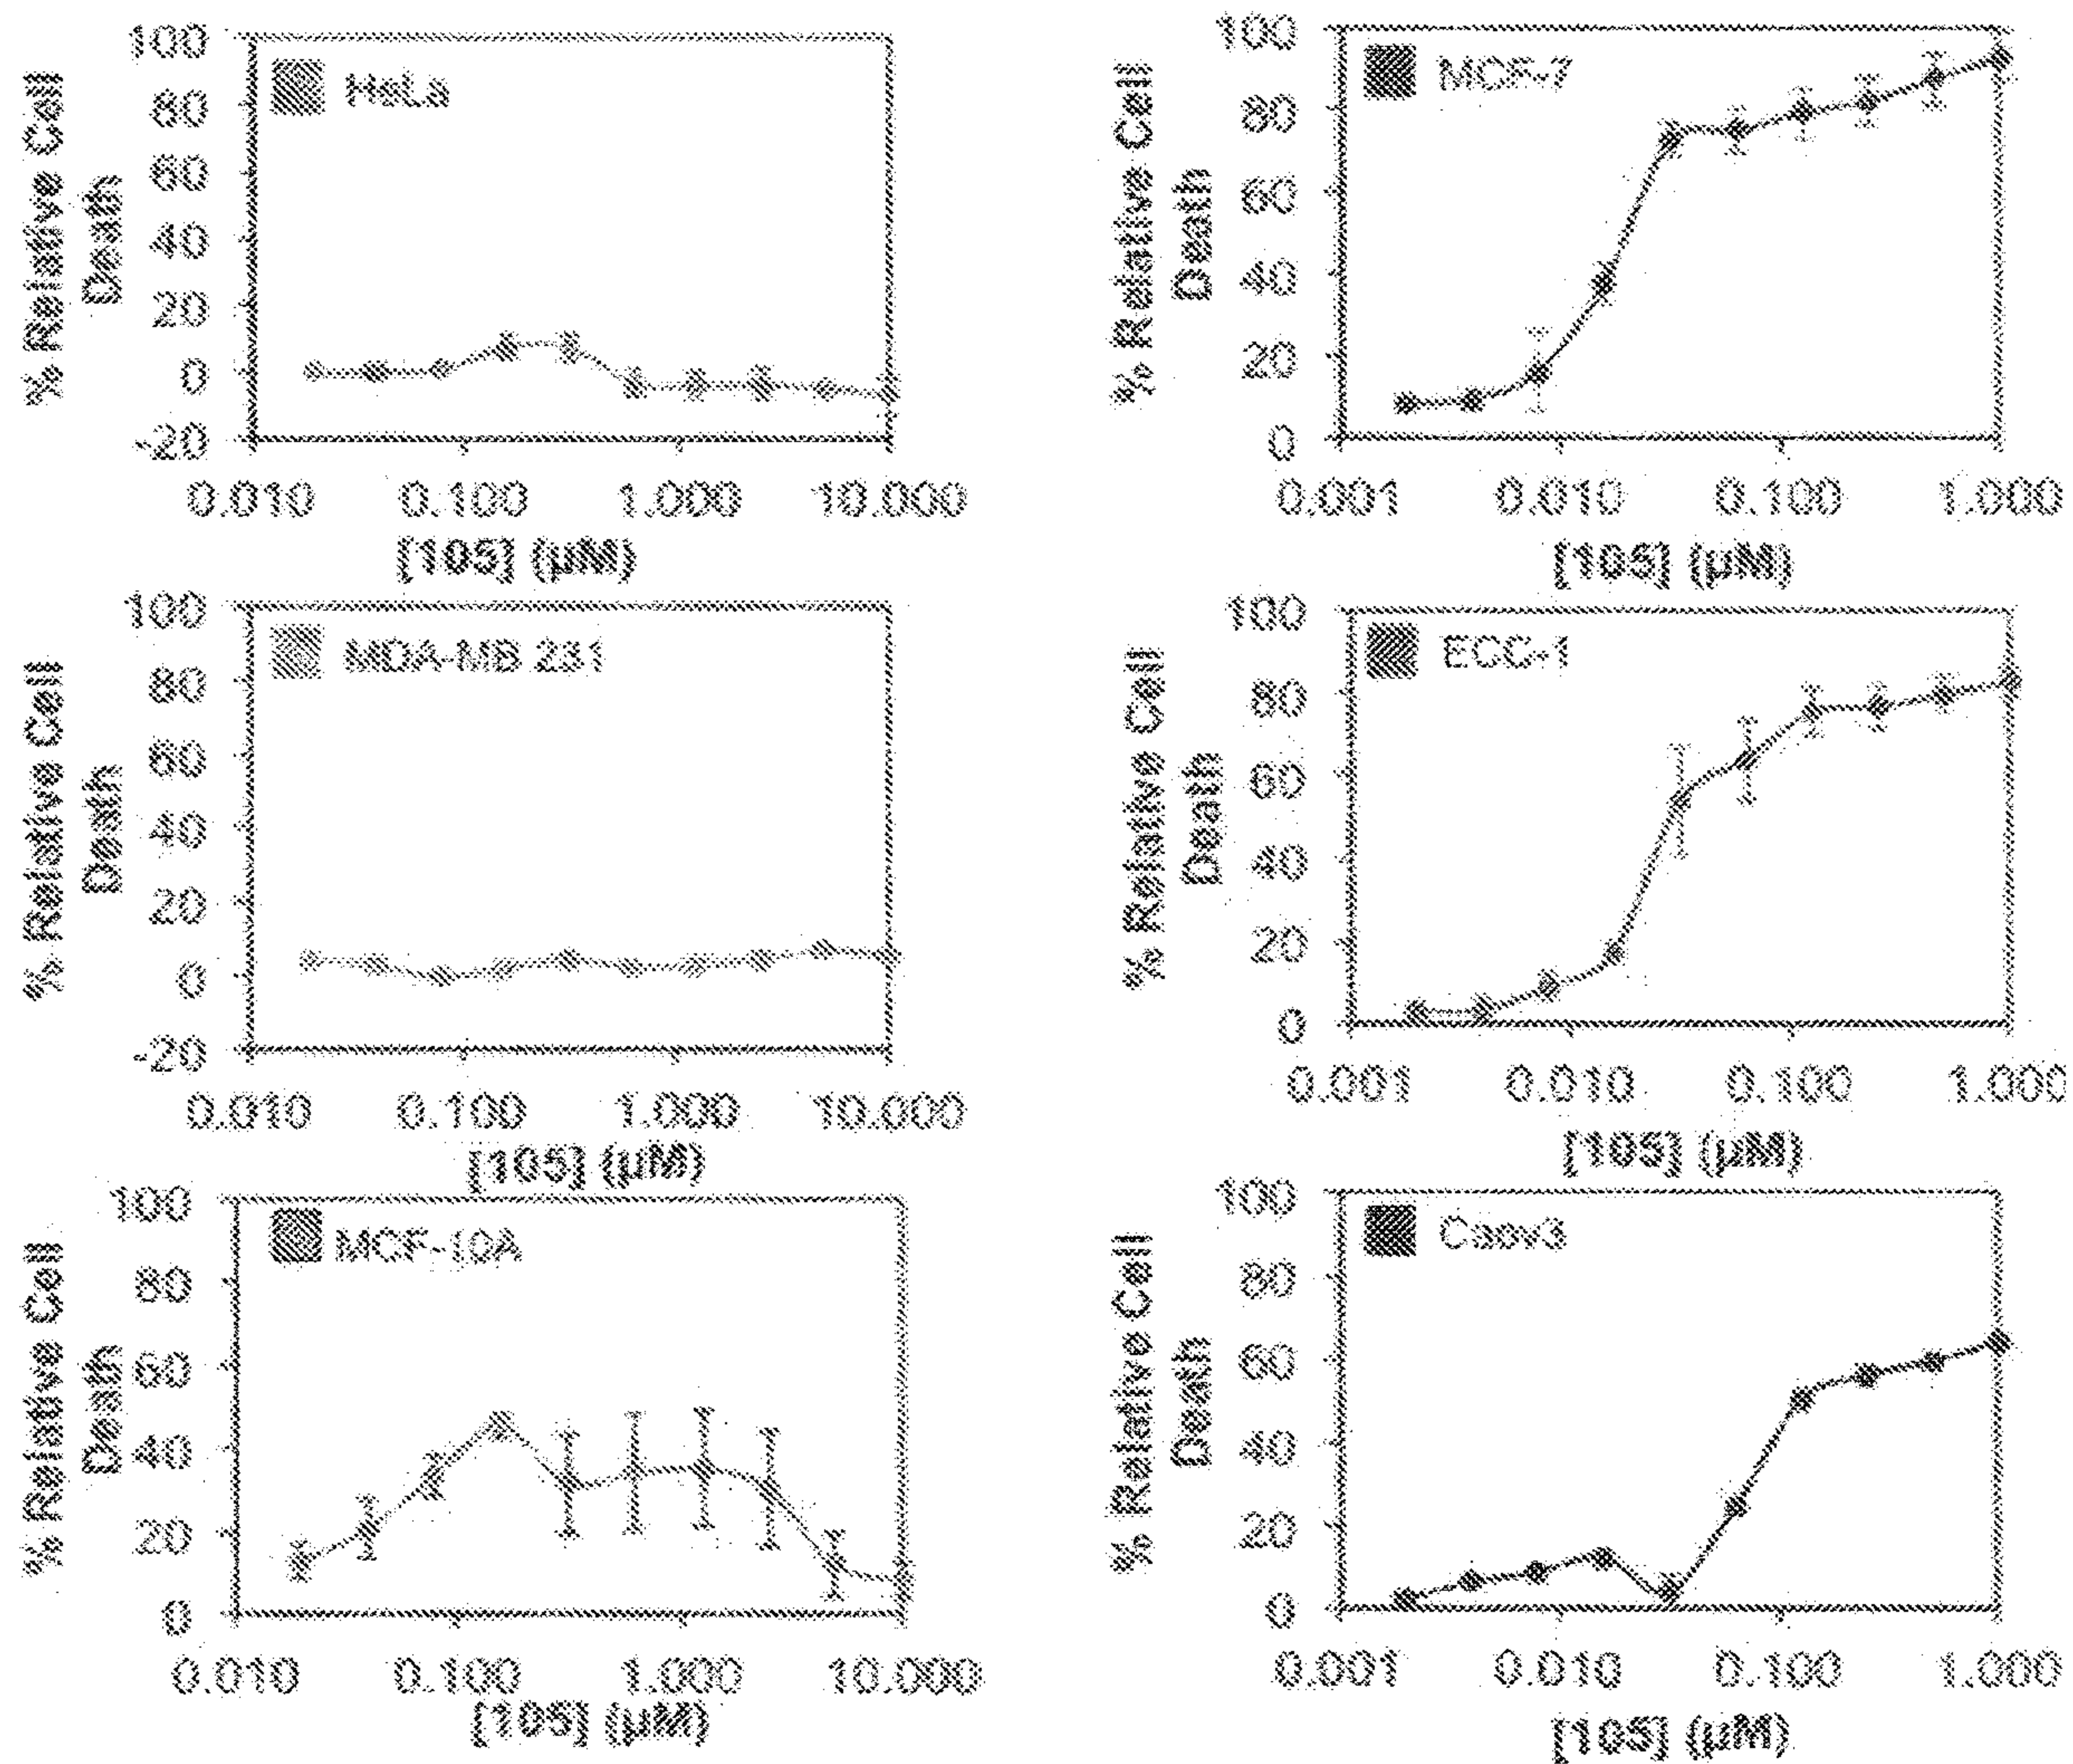 100
80
60
40
20
0
-20
% Relative Cell
Death
HeLa
0.010 0.100 1.000 10.000
[105] (µM)
100
80
60
40
20
0
% Relative Cell
Death
MCF-7
0.001 0.010 0.100 1.000
[105] (µM)
100
80
60
40
20
0
-20
% Relative Cell
Death
MDA-MB 231
0.010 0.100 1.000 10.000
[105] (µM)
100
80
60
40
20
0
% Relative Cell
Death
ECC-1
0.001 0.010 0.100 1.000
[105] (µM)
100
80
60
40
20
0
% Relative Cell
Death
MCF-10A
0.010 0.100 1.000 10.000
[105] (µM)
100
80
60
40
20
0
% Relative Cell
Death
Caov3
0.001 0.010 0.100 1.000
[105] (µM)